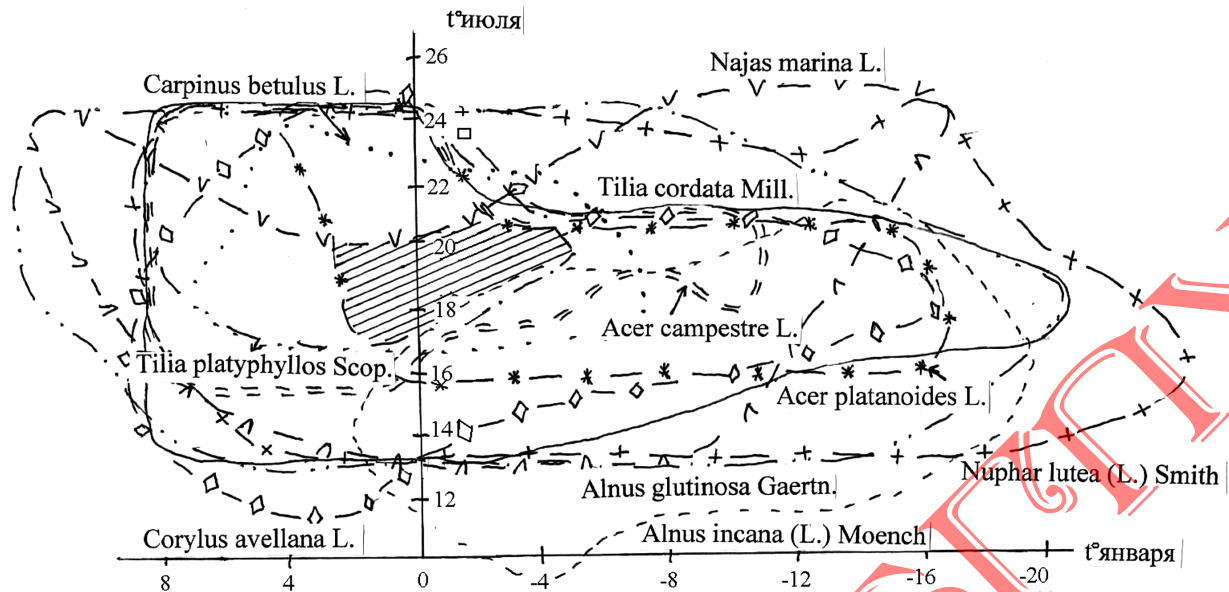 t°июля
26
Najas marina L.
Carpinus betulus L.
24
22
Tilia cordata Mill.
20
18
Acer campestre L.
Tilia platyphyllos Scop.
16
Acer platanoides L.
14
Nuphar lutea (L.) Smith
Alnus glutinosa Gaertn.
12
Corylus avellana L.
Alnus incana (L.) Moench
t°января
8
4
0
-4
-8
-12
-16
-20